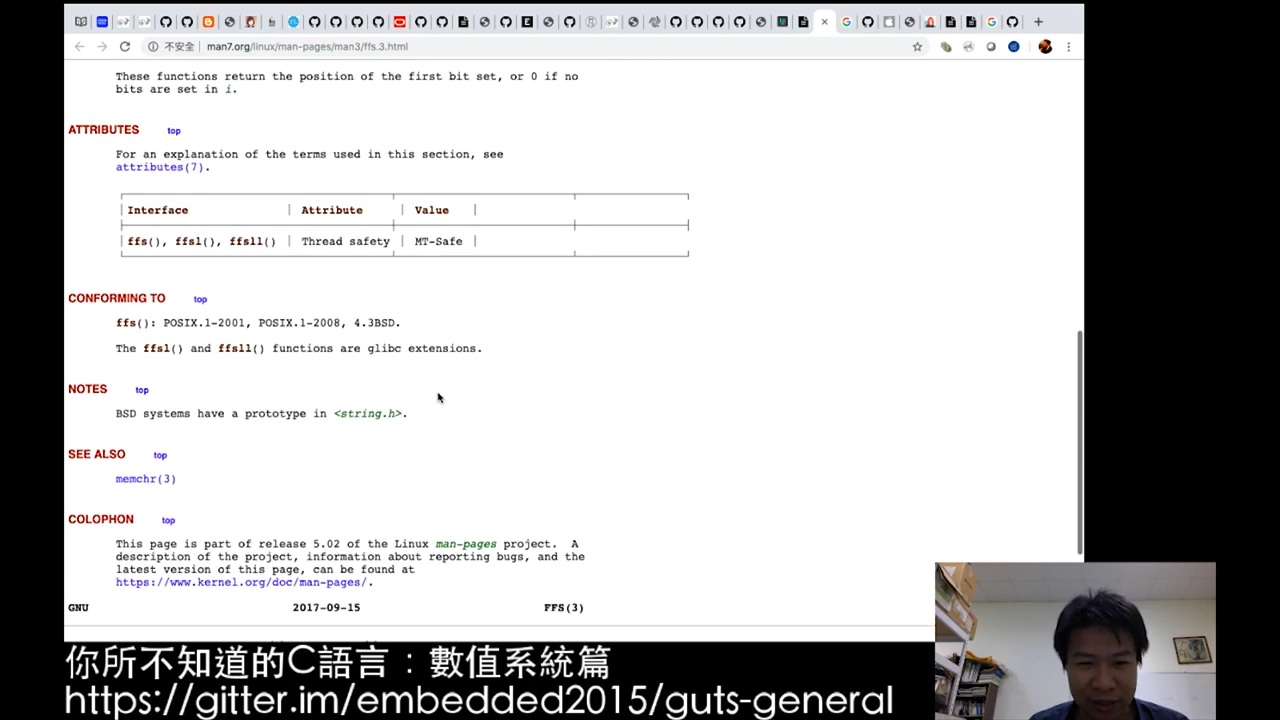 不安全 man7.org/linux/man-pages/man3/ffs.3.html
These functions return the position of the first bit set, or 0 if no
bits are set in i.
ATTRIBUTES top
For an explanation of the terms used in this section, see
attributes(7).
Interface Attribute Value
ffs(), ffsl(), ffsll() Thread safety MT-Safe
CONFORMING TO top
ffs(): POSIX.1-2001, POSIX.1-2008, 4.3BSD.
The ffsl() and ffsll() functions are glibc extensions.
NOTES top
BSD systems have a prototype in <string.h>.
SEE ALSO top
memchr(3)
COLOPHON top
This page is part of release 5.02 of the Linux man-pages project. A
description of the project, information about reporting bugs, and the
latest version of this page, can be found at
https://www.kernel.org/doc/man-pages/.
GNU 2017-09-15 FFS(3)
你所不知道的C語言：數值系統篇
https://gitter.im/embedded2015/guts-general